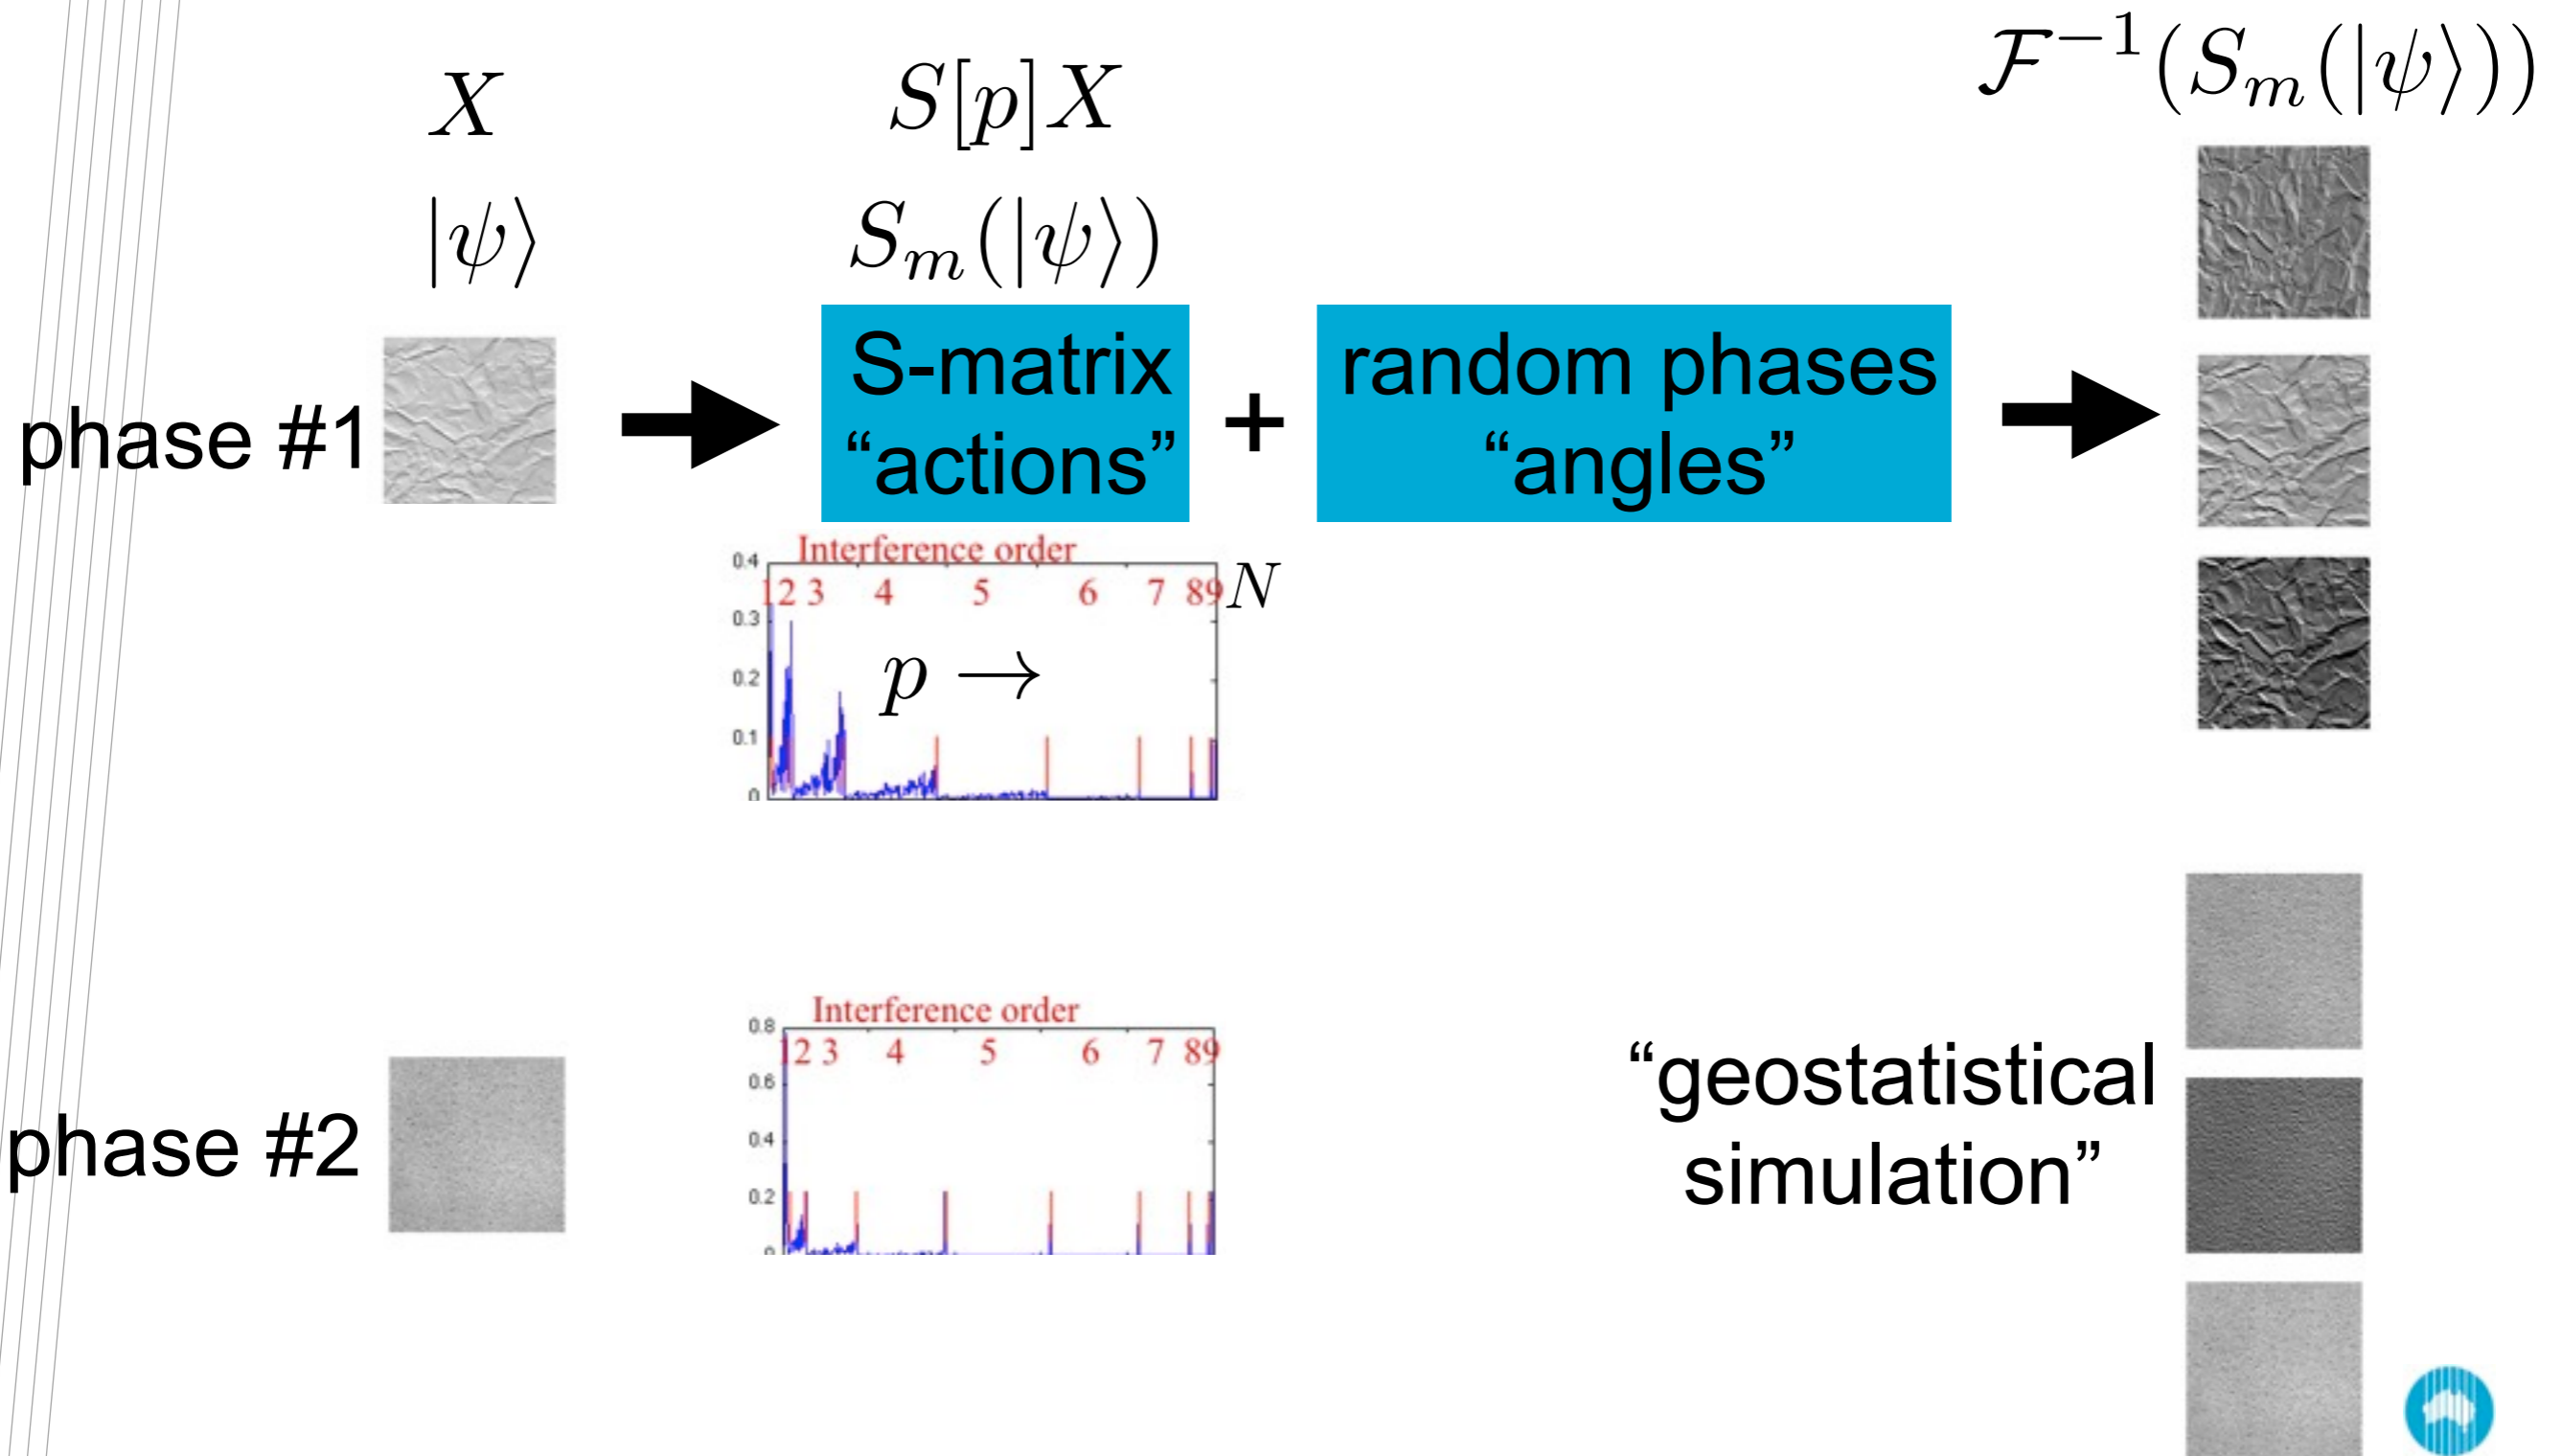 X
S[p]X
\mathcal{F}^{-1}(S_m(|ψ⟩))
|ψ⟩
S_m(|ψ⟩)
phase #1
S-matrix
“actions”
+
random phases
“angles”
Interference order
1 2 3 4 5 6 7 8 9
N
0.4
0.3
0.2
0.1
0
p →
phase #2
Interference order
1 2 3 4 5 6 7 8 9
0.8
0.6
0.4
0.2
0
“geostatistical
simulation”